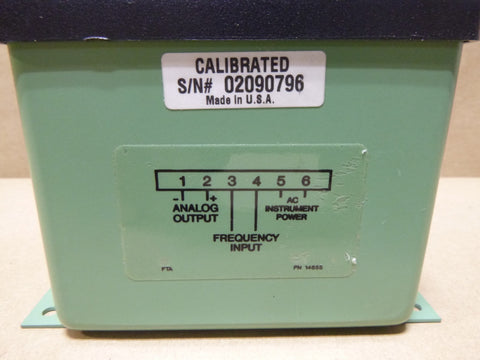 CALIBRATED
S/N# 02090796
Made In U.S.A.
1 2 3 4 5 6
- +
ANALOG
OUTPUT
AC
INSTRUMENT
POWER
FREQUENCY
INPUT
FTA
PN 14655